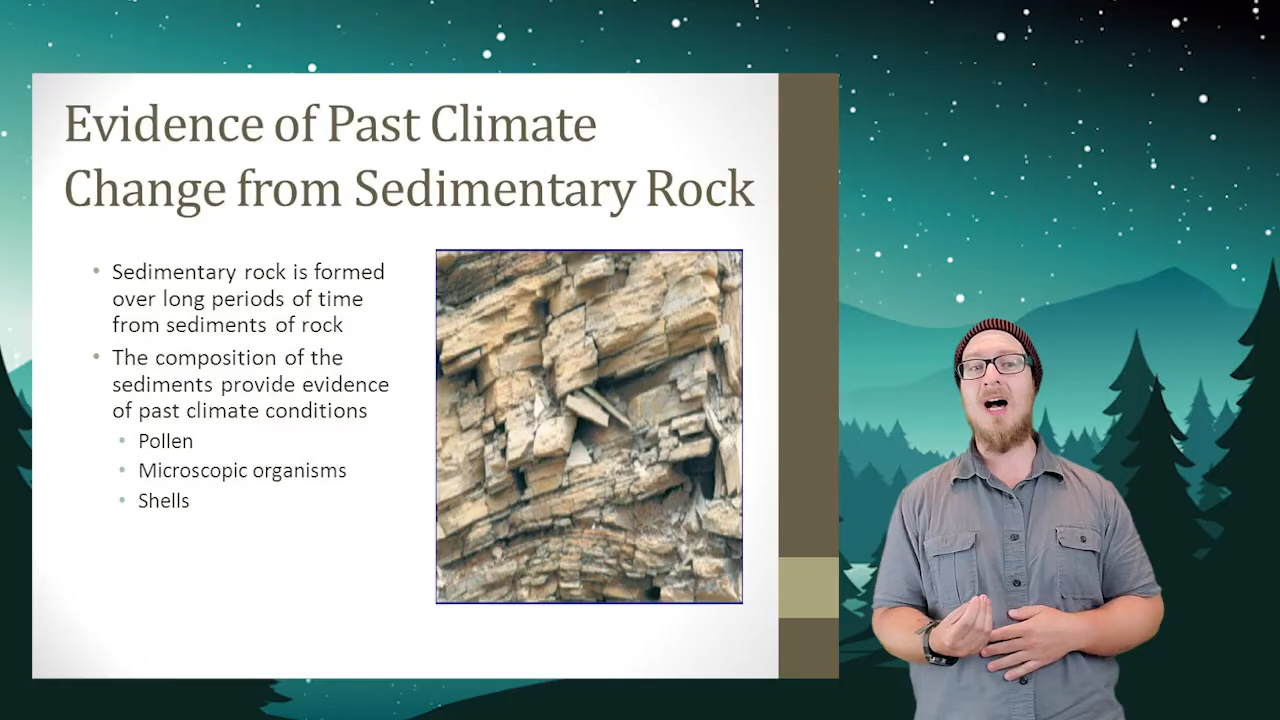 Evidence of Past Climate
Change from Sedimentary Rock
• Sedimentary rock is formed
over long periods of time
from sediments of rock
• The composition of the
sediments provide evidence
of past climate conditions
• Pollen
• Microscopic organisms
• Shells